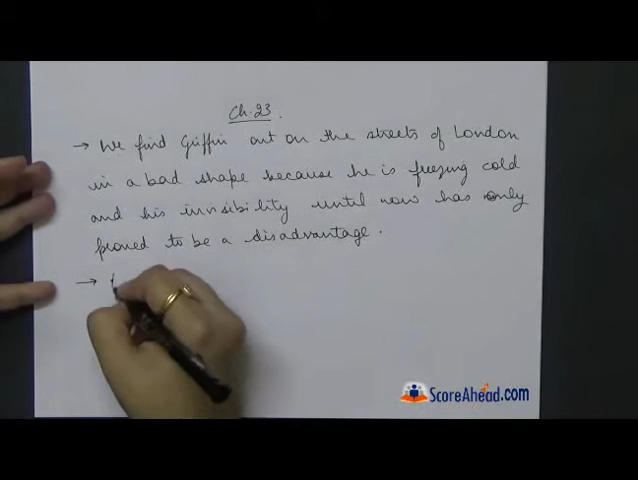 Ch.23.
→ We find Griffin out on the streets of London
in a bad shape because he is freezing cold
and his invisibility until now has only
proved to be a disadvantage.
→
ScoreAhead.com